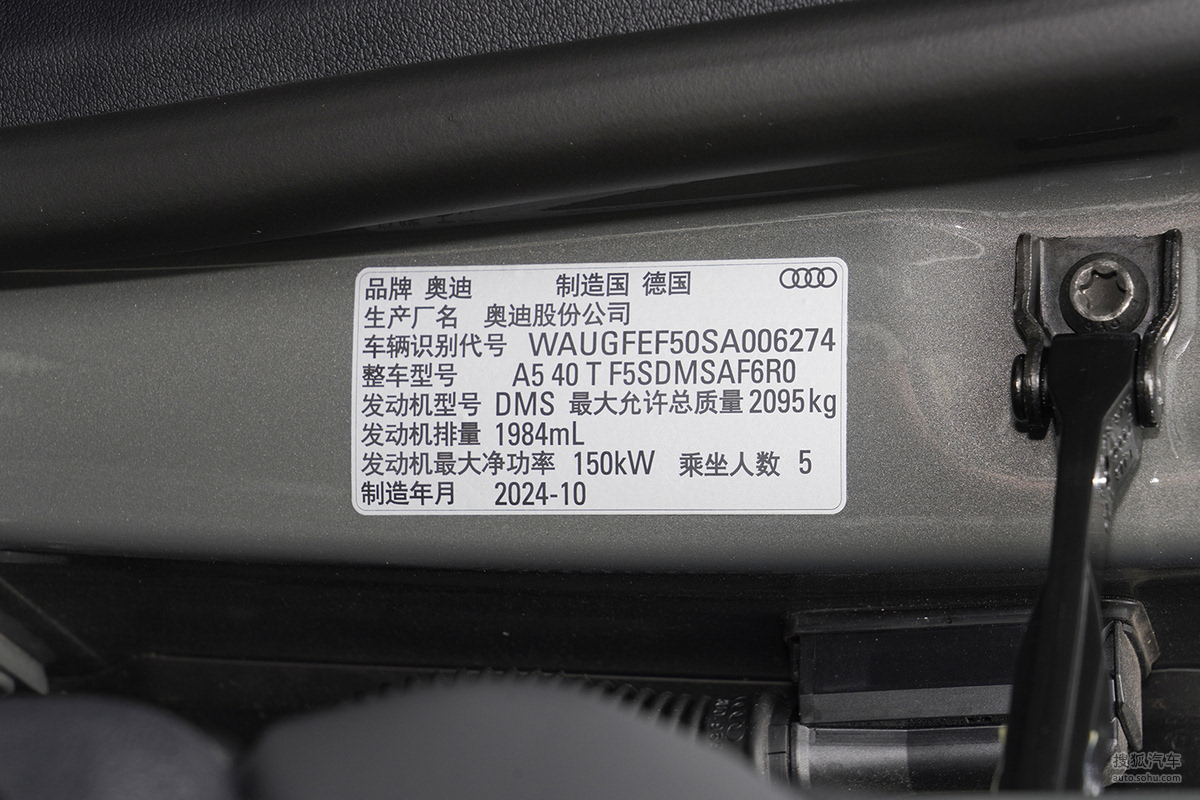 品牌 奥迪 制造国 德国
生产厂名 奥迪股份公司
车辆识别代号 WAUGFEF50SA006274
整车型号 A5 40 T F5SDMSAF6R0
发动机型号 DMS 最大允许总质量 2095kg
发动机排量 1984mL
发动机最大净功率 150kW 乘坐人数 5
制造年月 2024-10
搜狐汽车
auto.sohu.com